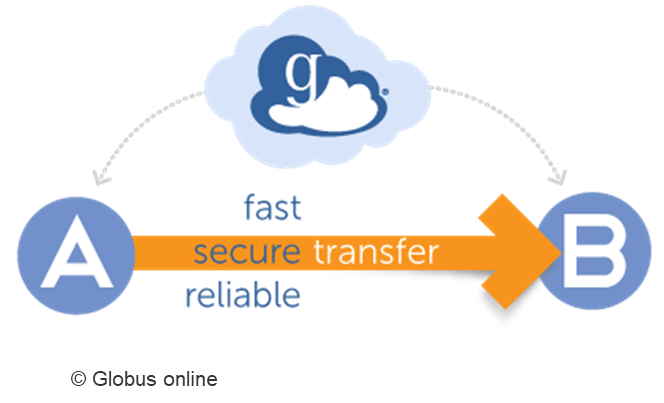 g®
fast
A secure transfer B
reliable
© Globus online